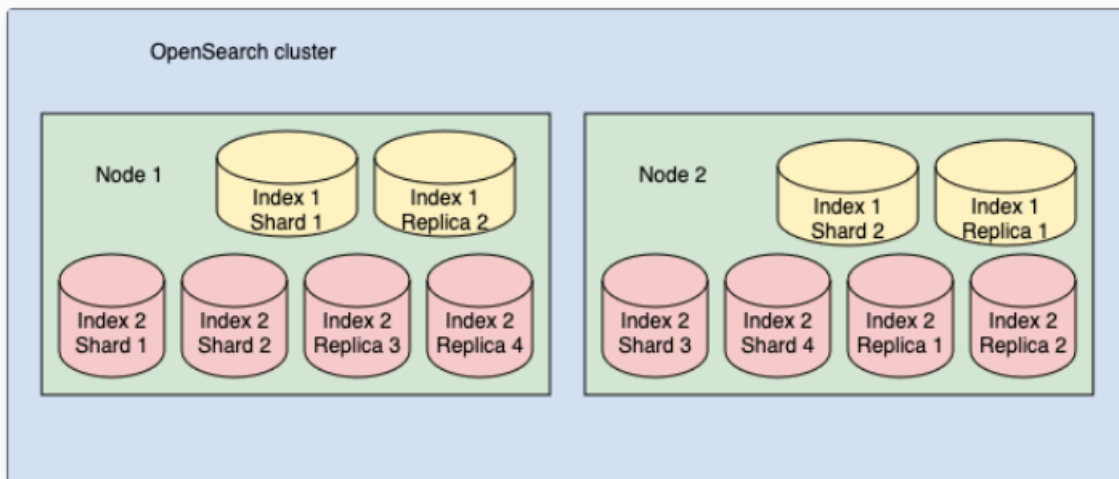 OpenSearch cluster
Node 1
Index 1
Shard 1
Index 1
Replica 2
Index 2
Shard 1
Index 2
Shard 2
Index 2
Replica 3
Index 2
Replica 4
Node 2
Index 1
Shard 2
Index 1
Replica 1
Index 2
Shard 3
Index 2
Shard 4
Index 2
Replica 1
Index 2
Replica 2